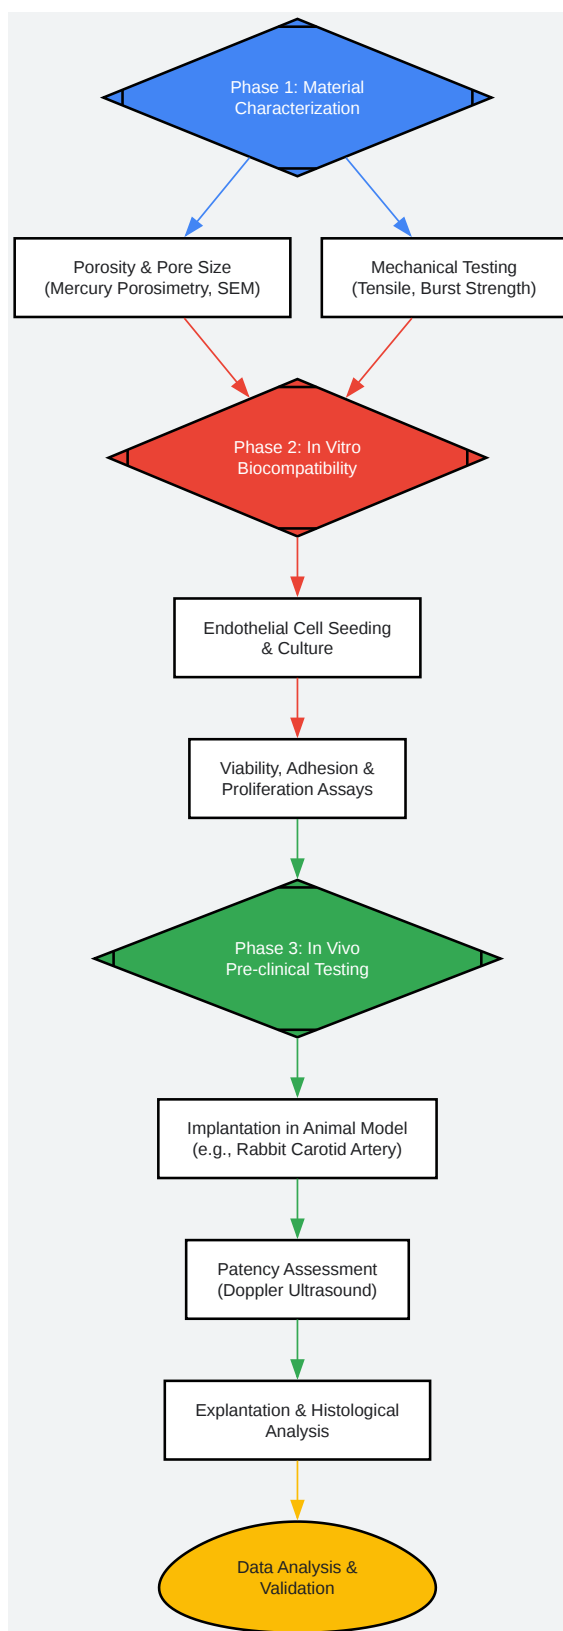 Phase 1: Material
Characterization
Porosity & Pore Size
(Mercury Porosimetry, SEM)
Mechanical Testing
(Tensile, Burst Strength)
Phase 2: In Vitro
Biocompatibility
Endothelial Cell Seeding
& Culture
Viability, Adhesion &
Proliferation Assays
Phase 3: In Vivo
Pre-clinical Testing
Implantation in Animal Model
(e.g., Rabbit Carotid Artery)
Patency Assessment
(Doppler Ultrasound)
Explantation & Histological
Analysis
Data Analysis &
Validation